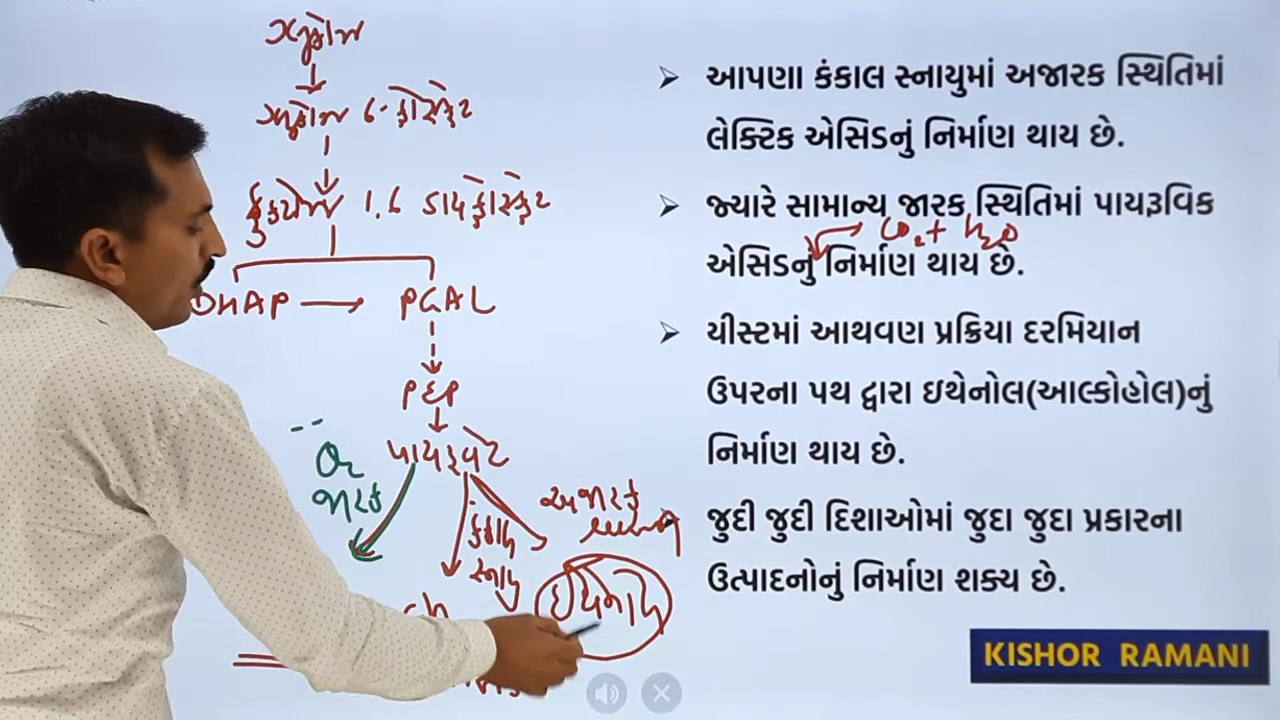 ગ્લુકોઝ
ગ્લુકોઝ 6-ફોસ્ફેટ
ફ્રુક્ટોઝ 1,6 ડાયફોસ્ફેટ
DHAP → PGAL
PEP
પાયરૂવેટ
O₂
જારક
અજારક
કંકાલ
સ્નાયુ
ઇથેનોલ
➢ આપણા કંકાલ સ્નાયુમાં અજારક સ્થિતિમાં
લેક્ટિક એસિડનું નિર્માણ થાય છે.
➢ જ્યારે સામાન્ય જારક સ્થિતિમાં પાયરૂવિક
CO₂ + H₂O
એસિડનું નિર્માણ થાય છે.
➢ યીસ્ટમાં આથવણ પ્રક્રિયા દરમિયાન
ઉપરના પથ દ્વારા ઇથેનોલ(આલ્કોહોલ)નું
નિર્માણ થાય છે.
➢ જુદી જુદી દિશાઓમાં જુદા જુદા પ્રકારના
ઉત્પાદનોનું નિર્માણ શક્ય છે.
KISHOR RAMANI